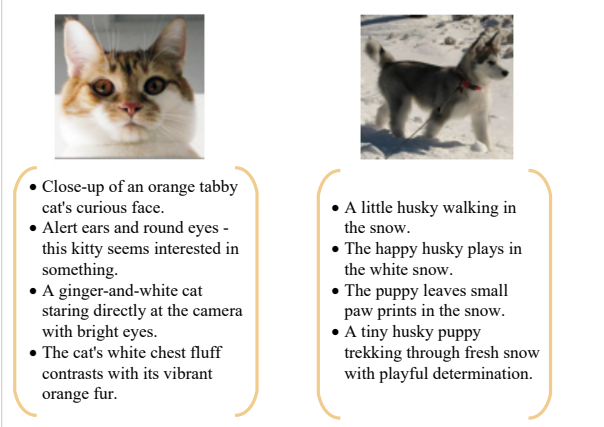 • Close-up of an orange tabby
cat's curious face.
• Alert ears and round eyes -
this kitty seems interested in
something.
• A ginger-and-white cat
staring directly at the camera
with bright eyes.
• The cat's white chest fluff
contrasts with its vibrant
orange fur.
• A little husky walking in
the snow.
• The happy husky plays in
the white snow.
• The puppy leaves small
paw prints in the snow.
• A tiny husky puppy
trekking through fresh snow
with playful determination.